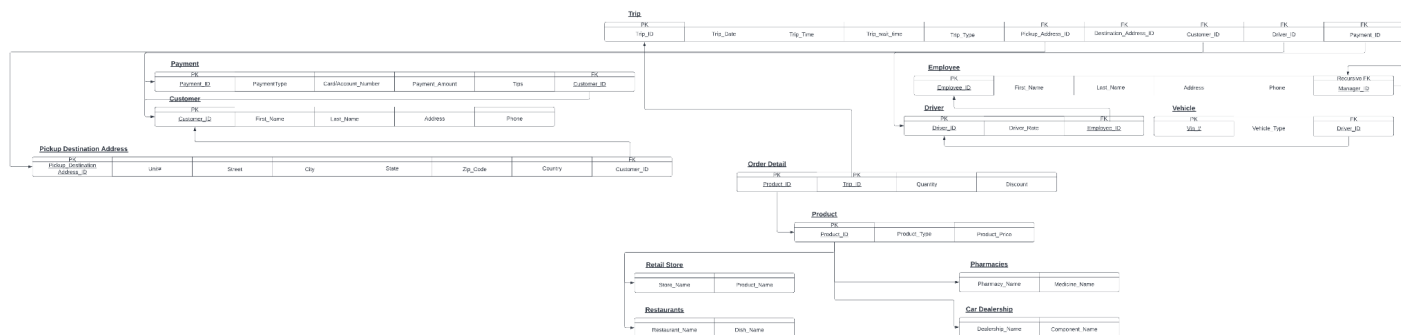 Trip
PK FK FK FK FK FK
Trip_ID Trip_Date Trip_Time Trip_wait_time Trip_Type Pickup_Address_ID Destination_Address_ID Customer_ID Driver_ID Payment_ID
Payment
PK FK
Payment_ID PaymentType Card/Account_Number Payment_Amount Tips Customer_ID
Employee
PK Recursive FK
Employee_ID First_Name Last_Name Address Phone Manager_ID
Customer
PK
Customer_ID First_Name Last_Name Address Phone
Driver
PK FK
Driver_ID Driver_Rate Employee_ID
Vehicle
PK FK
Vin_# Vehicle_Type Driver_ID
Pickup Destination Address
PK FK
Pickup_Destination
Address_ID Unit# Street City State Zip_Code Country Customer_ID
Order Detail
PK PK
Product_ID Trip_ID Quantity Discount
Product
PK
Product_ID Product_Type Product_Price
Retail Store
Store_Name Product_Name
Pharmacies
Pharmacy_Name Medicine_Name
Restaurants
Restaurant_Name Dish_Name
Car Dealership
Dealership_Name Component_Name